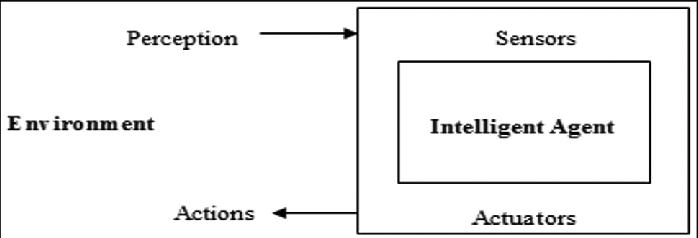 Perception
Sensors
Environment
Intelligent Agent
Actions
Actuators